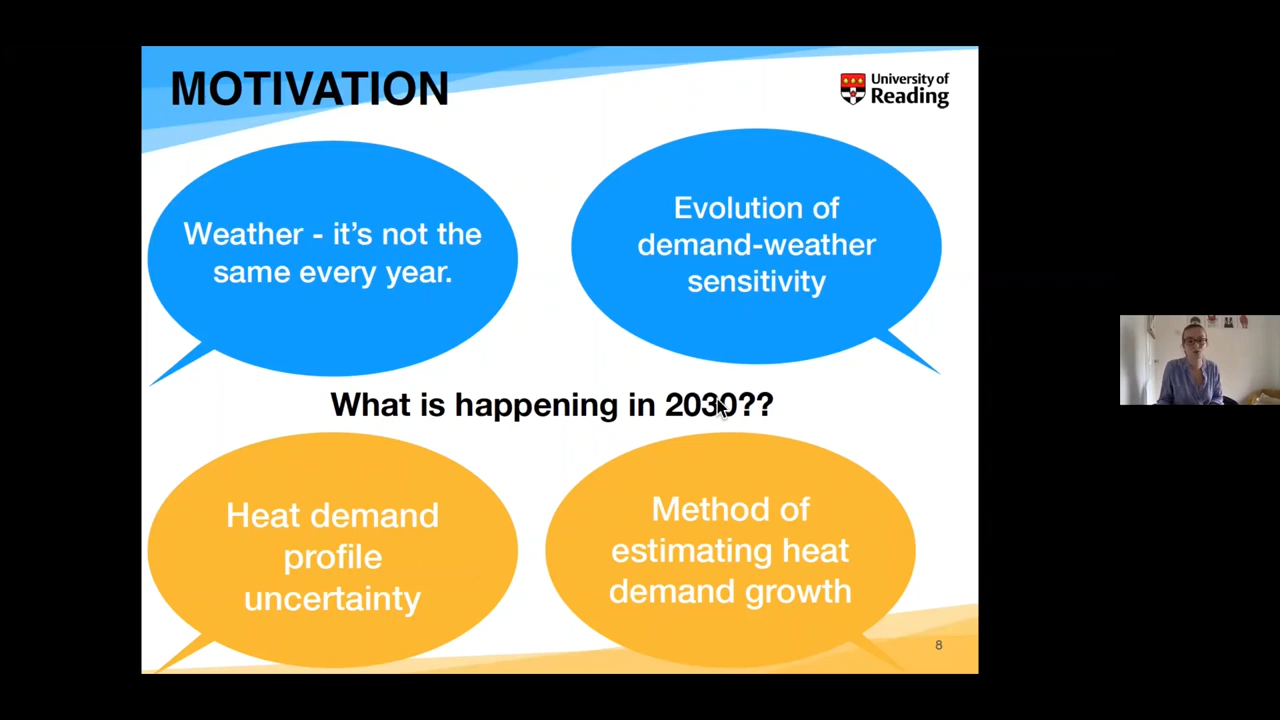 MOTIVATION
University of
Reading
Weather - it's not the
same every year.
Evolution of
demand-weather
sensitivity
What is happening in 2030??
Heat demand
profile
uncertainty
Method of
estimating heat
demand growth
8